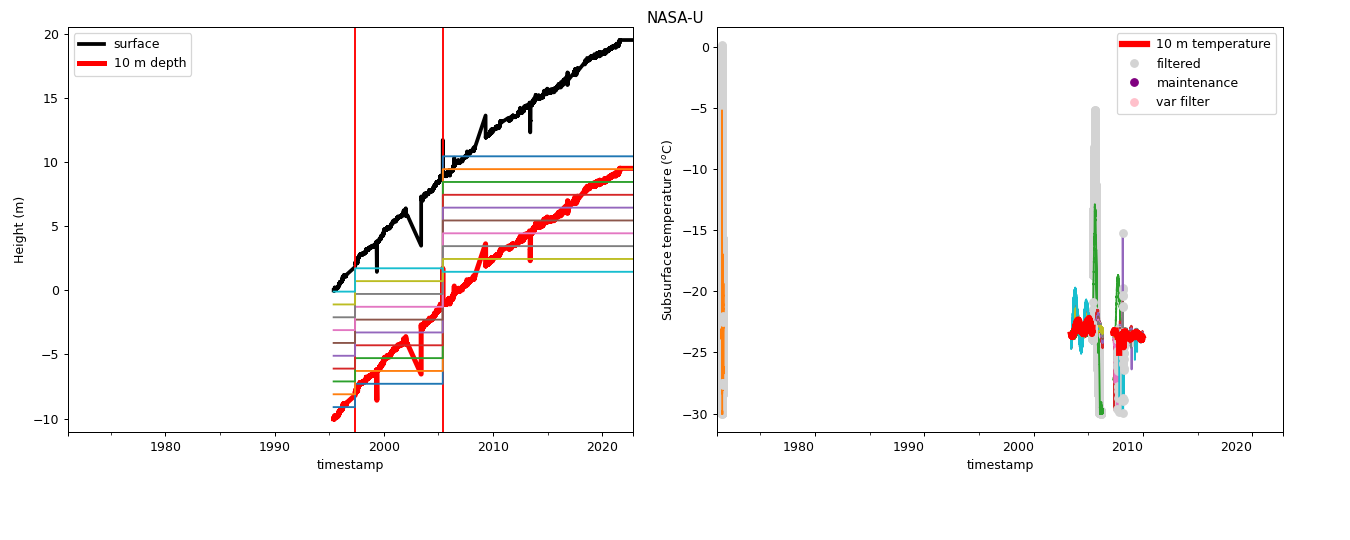 NASA-U
surface
10 m depth
Height (m)
20
15
10
5
0
−5
−10
1980
1990
2000
2010
2020
timestamp
10 m temperature
filtered
maintenance
var filter
Subsurface temperature (°C)
0
−5
−10
−15
−20
−25
−30
1980
1990
2000
2010
2020
timestamp